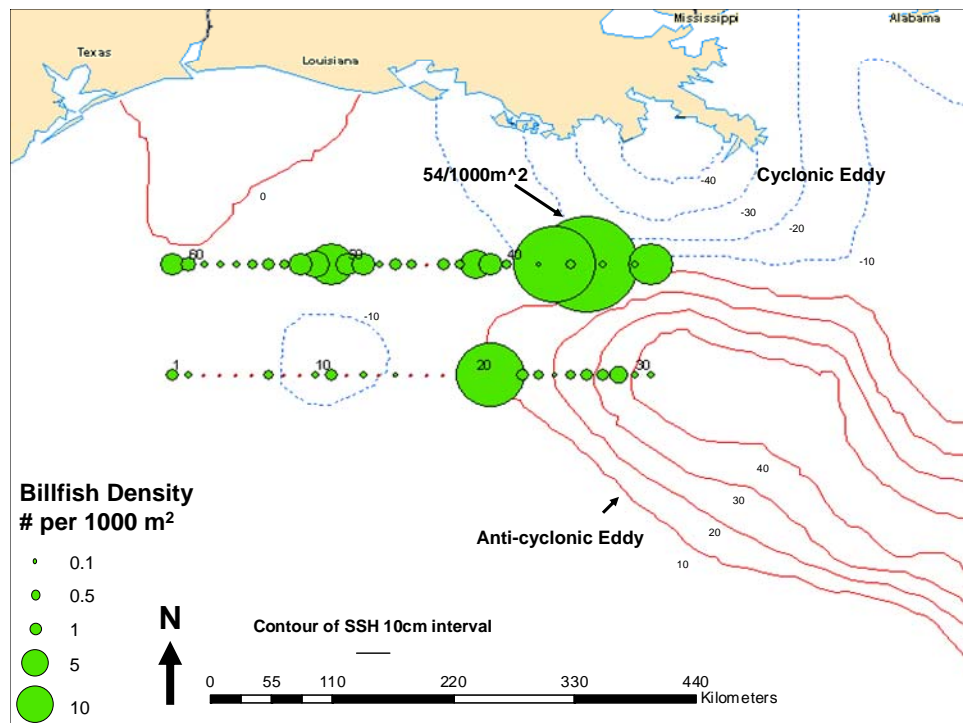 Mississippi
Alabama
Texas
Louisiana
54/1000m^2
Cyclonic Eddy
-40
-30
-20
-10
0
60
50
40
-10
1
10
20
30
40
30
20
10
Anti-cyclonic Eddy
Billfish Density
# per 1000 m²
0.1
0.5
1
5
10
N
Contour of SSH 10cm interval
0 55 110 220 330 440
Kilometers